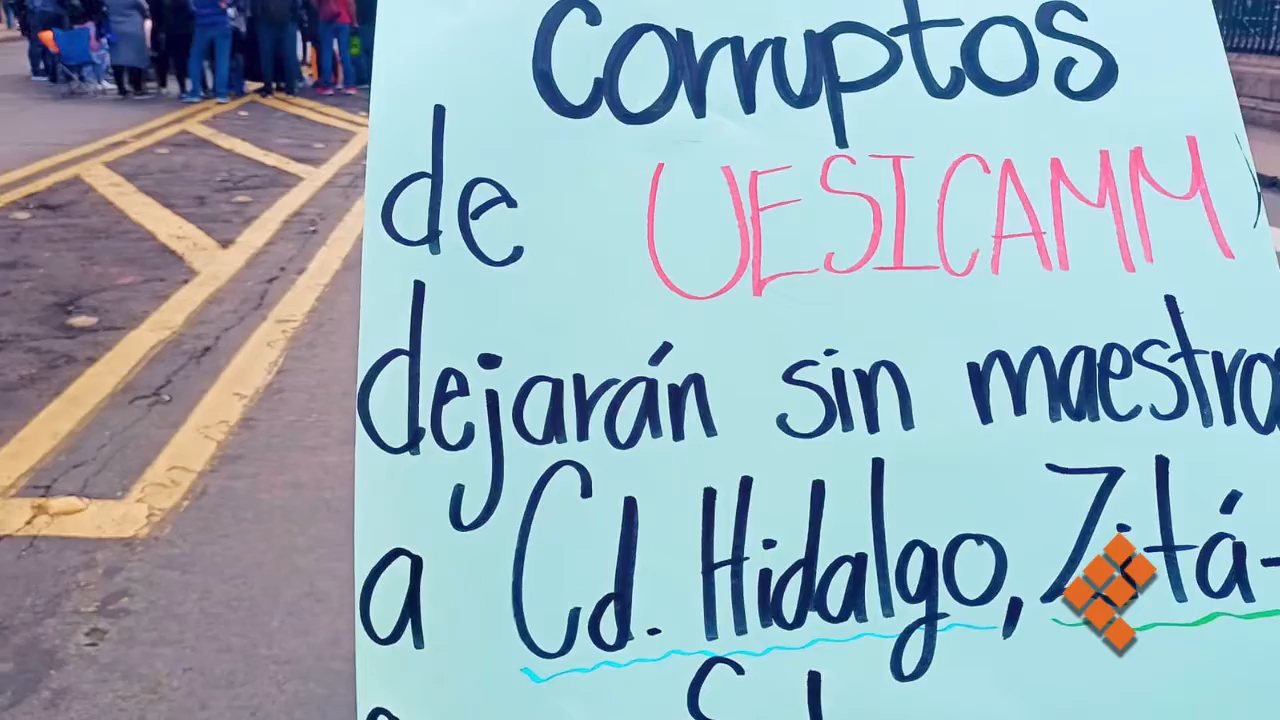 Corruptos
de UESICAMM
dejarán sin maestro
a Cd. Hidalgo, Zitá-